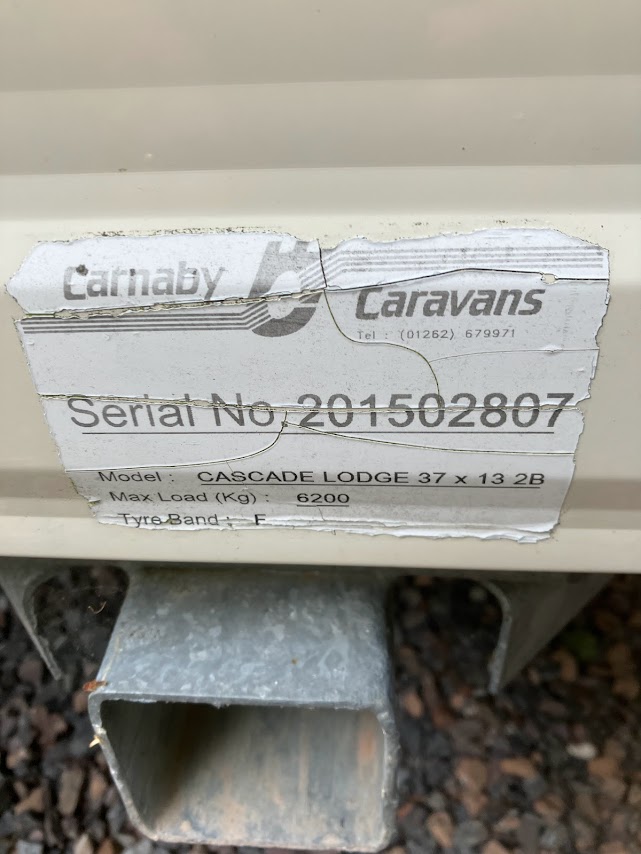 Carnaby
Caravans
Tel : (01262) 679971
Serial No 201502807
Model : CASCADE LODGE 37 x 13 2B
Max Load (Kg) : 6200
Tyre Band : F